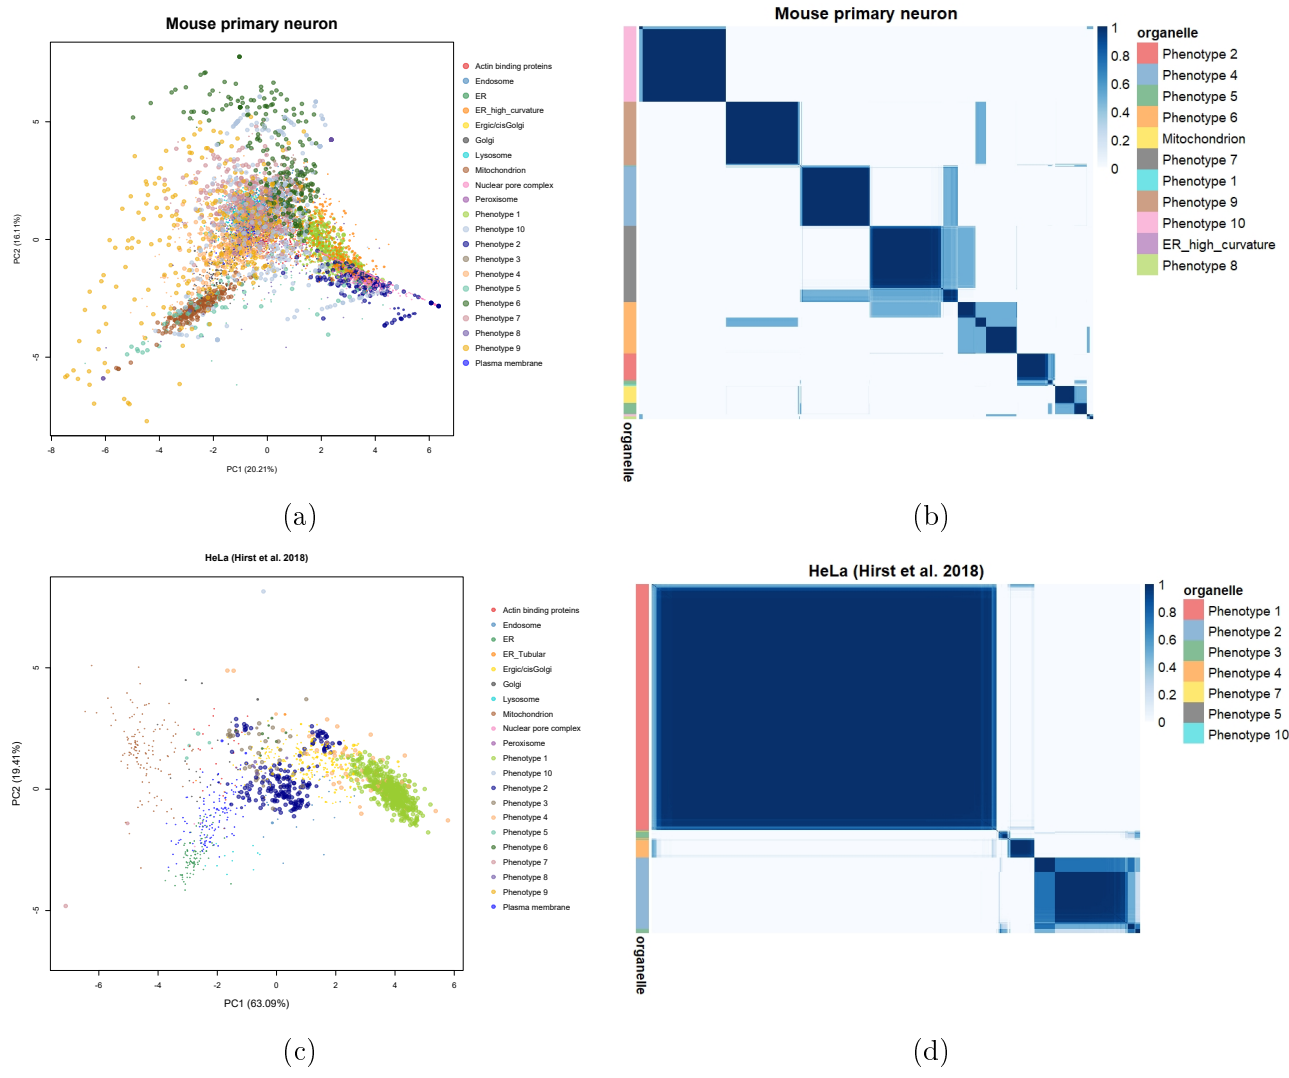 Mouse primary neuron
5
0
-5
PC2 (16.11%)
-8
-6
-4
-2
0
2
4
6
PC1 (20.21%)
Actin binding proteins
Endosome
ER
ER_high_curvature
Ergic/cisGolgi
Golgi
Lysosome
Mitochondrion
Nuclear pore complex
Peroxisome
Phenotype 1
Phenotype 10
Phenotype 2
Phenotype 3
Phenotype 4
Phenotype 5
Phenotype 6
Phenotype 7
Phenotype 8
Phenotype 9
Plasma membrane
(a)
Mouse primary neuron
organelle
1
0.8
0.6
0.4
0.2
0
organelle
Phenotype 2
Phenotype 4
Phenotype 5
Phenotype 6
Mitochondrion
Phenotype 7
Phenotype 1
Phenotype 9
Phenotype 10
ER_high_curvature
Phenotype 8
(b)
HeLa (Hirst et al. 2018)
5
0
-5
PC2 (19.41%)
-6
-4
-2
0
2
4
6
PC1 (63.09%)
Actin binding proteins
Endosome
ER
ER_Tubular
Ergic/cisGolgi
Golgi
Lysosome
Mitochondrion
Nuclear pore complex
Peroxisome
Phenotype 1
Phenotype 10
Phenotype 2
Phenotype 3
Phenotype 4
Phenotype 5
Phenotype 6
Phenotype 7
Phenotype 8
Phenotype 9
Plasma membrane
(c)
HeLa (Hirst et al. 2018)
organelle
1
0.8
0.6
0.4
0.2
0
organelle
Phenotype 1
Phenotype 2
Phenotype 3
Phenotype 4
Phenotype 7
Phenotype 5
Phenotype 10
(d)